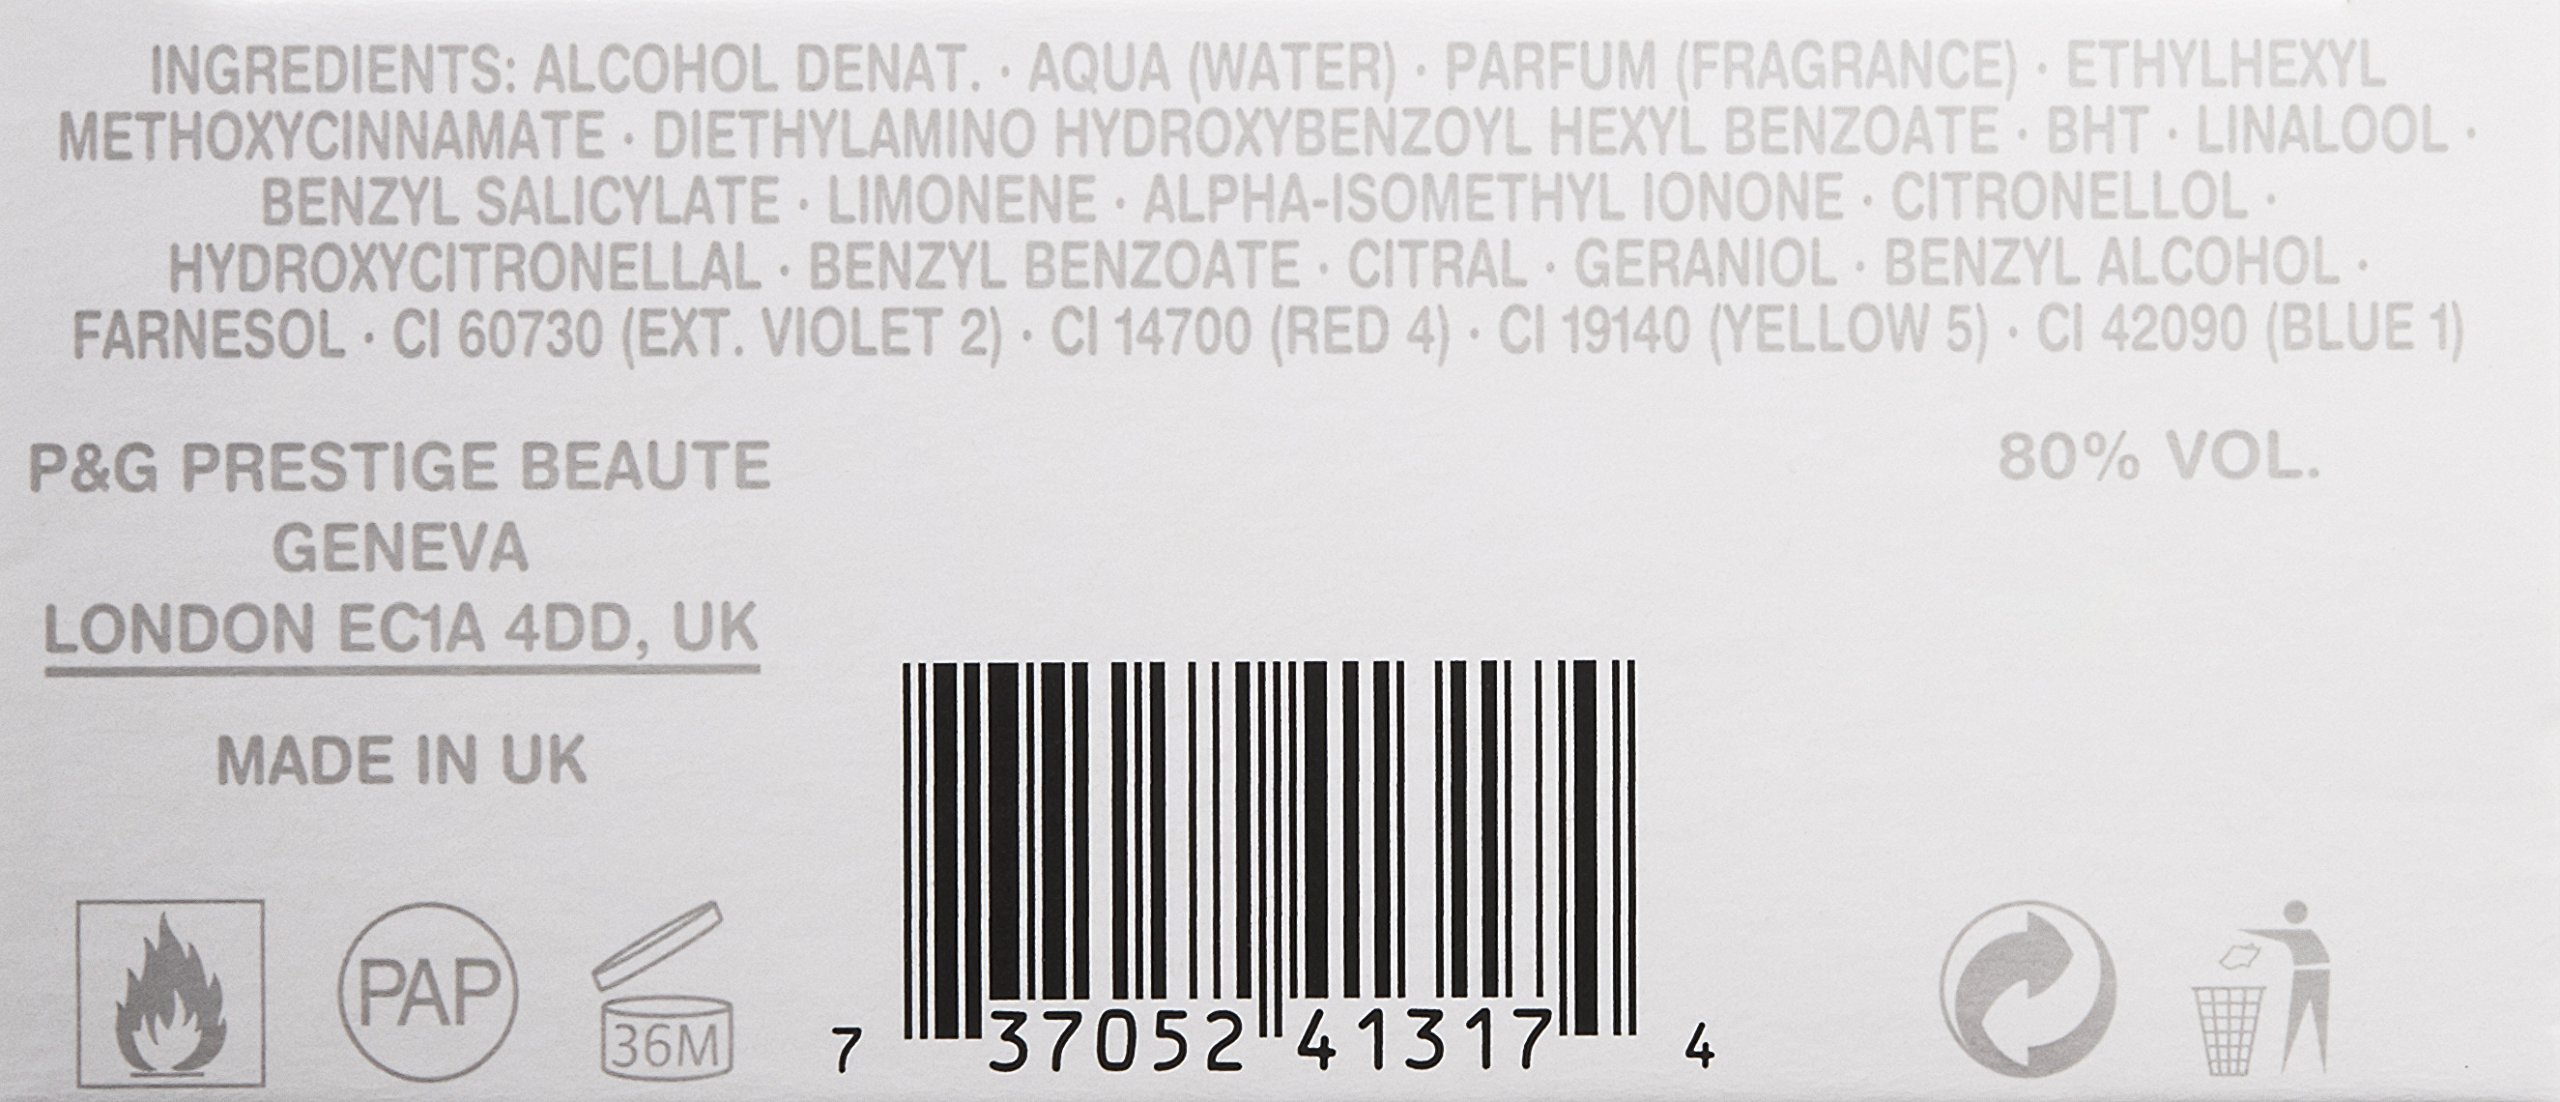 INGREDIENTS: ALCOHOL DENAT. · AQUA (WATER) · PARFUM (FRAGRANCE) · ETHYLHEXYL
METHOXYCINNAMATE · DIETHYLAMINO HYDROXYBENZOYL HEXYL BENZOATE · BHT · LINALOOL ·
BENZYL SALICYLATE · LIMONENE · ALPHA-ISOMETHYL IONONE · CITRONELLOL ·
HYDROXYCITRONELLAL · BENZYL BENZOATE · CITRAL · GERANIOL · BENZYL ALCOHOL ·
FARNESOL · CI 60730 (EXT. VIOLET 2) · CI 14700 (RED 4) · CI 19140 (YELLOW 5) · CI 42090 (BLUE 1)
P&G PRESTIGE BEAUTE
GENEVA
LONDON EC1A 4DD, UK
MADE IN UK
80% VOL.
PAP
36M
7 37052 41317 4